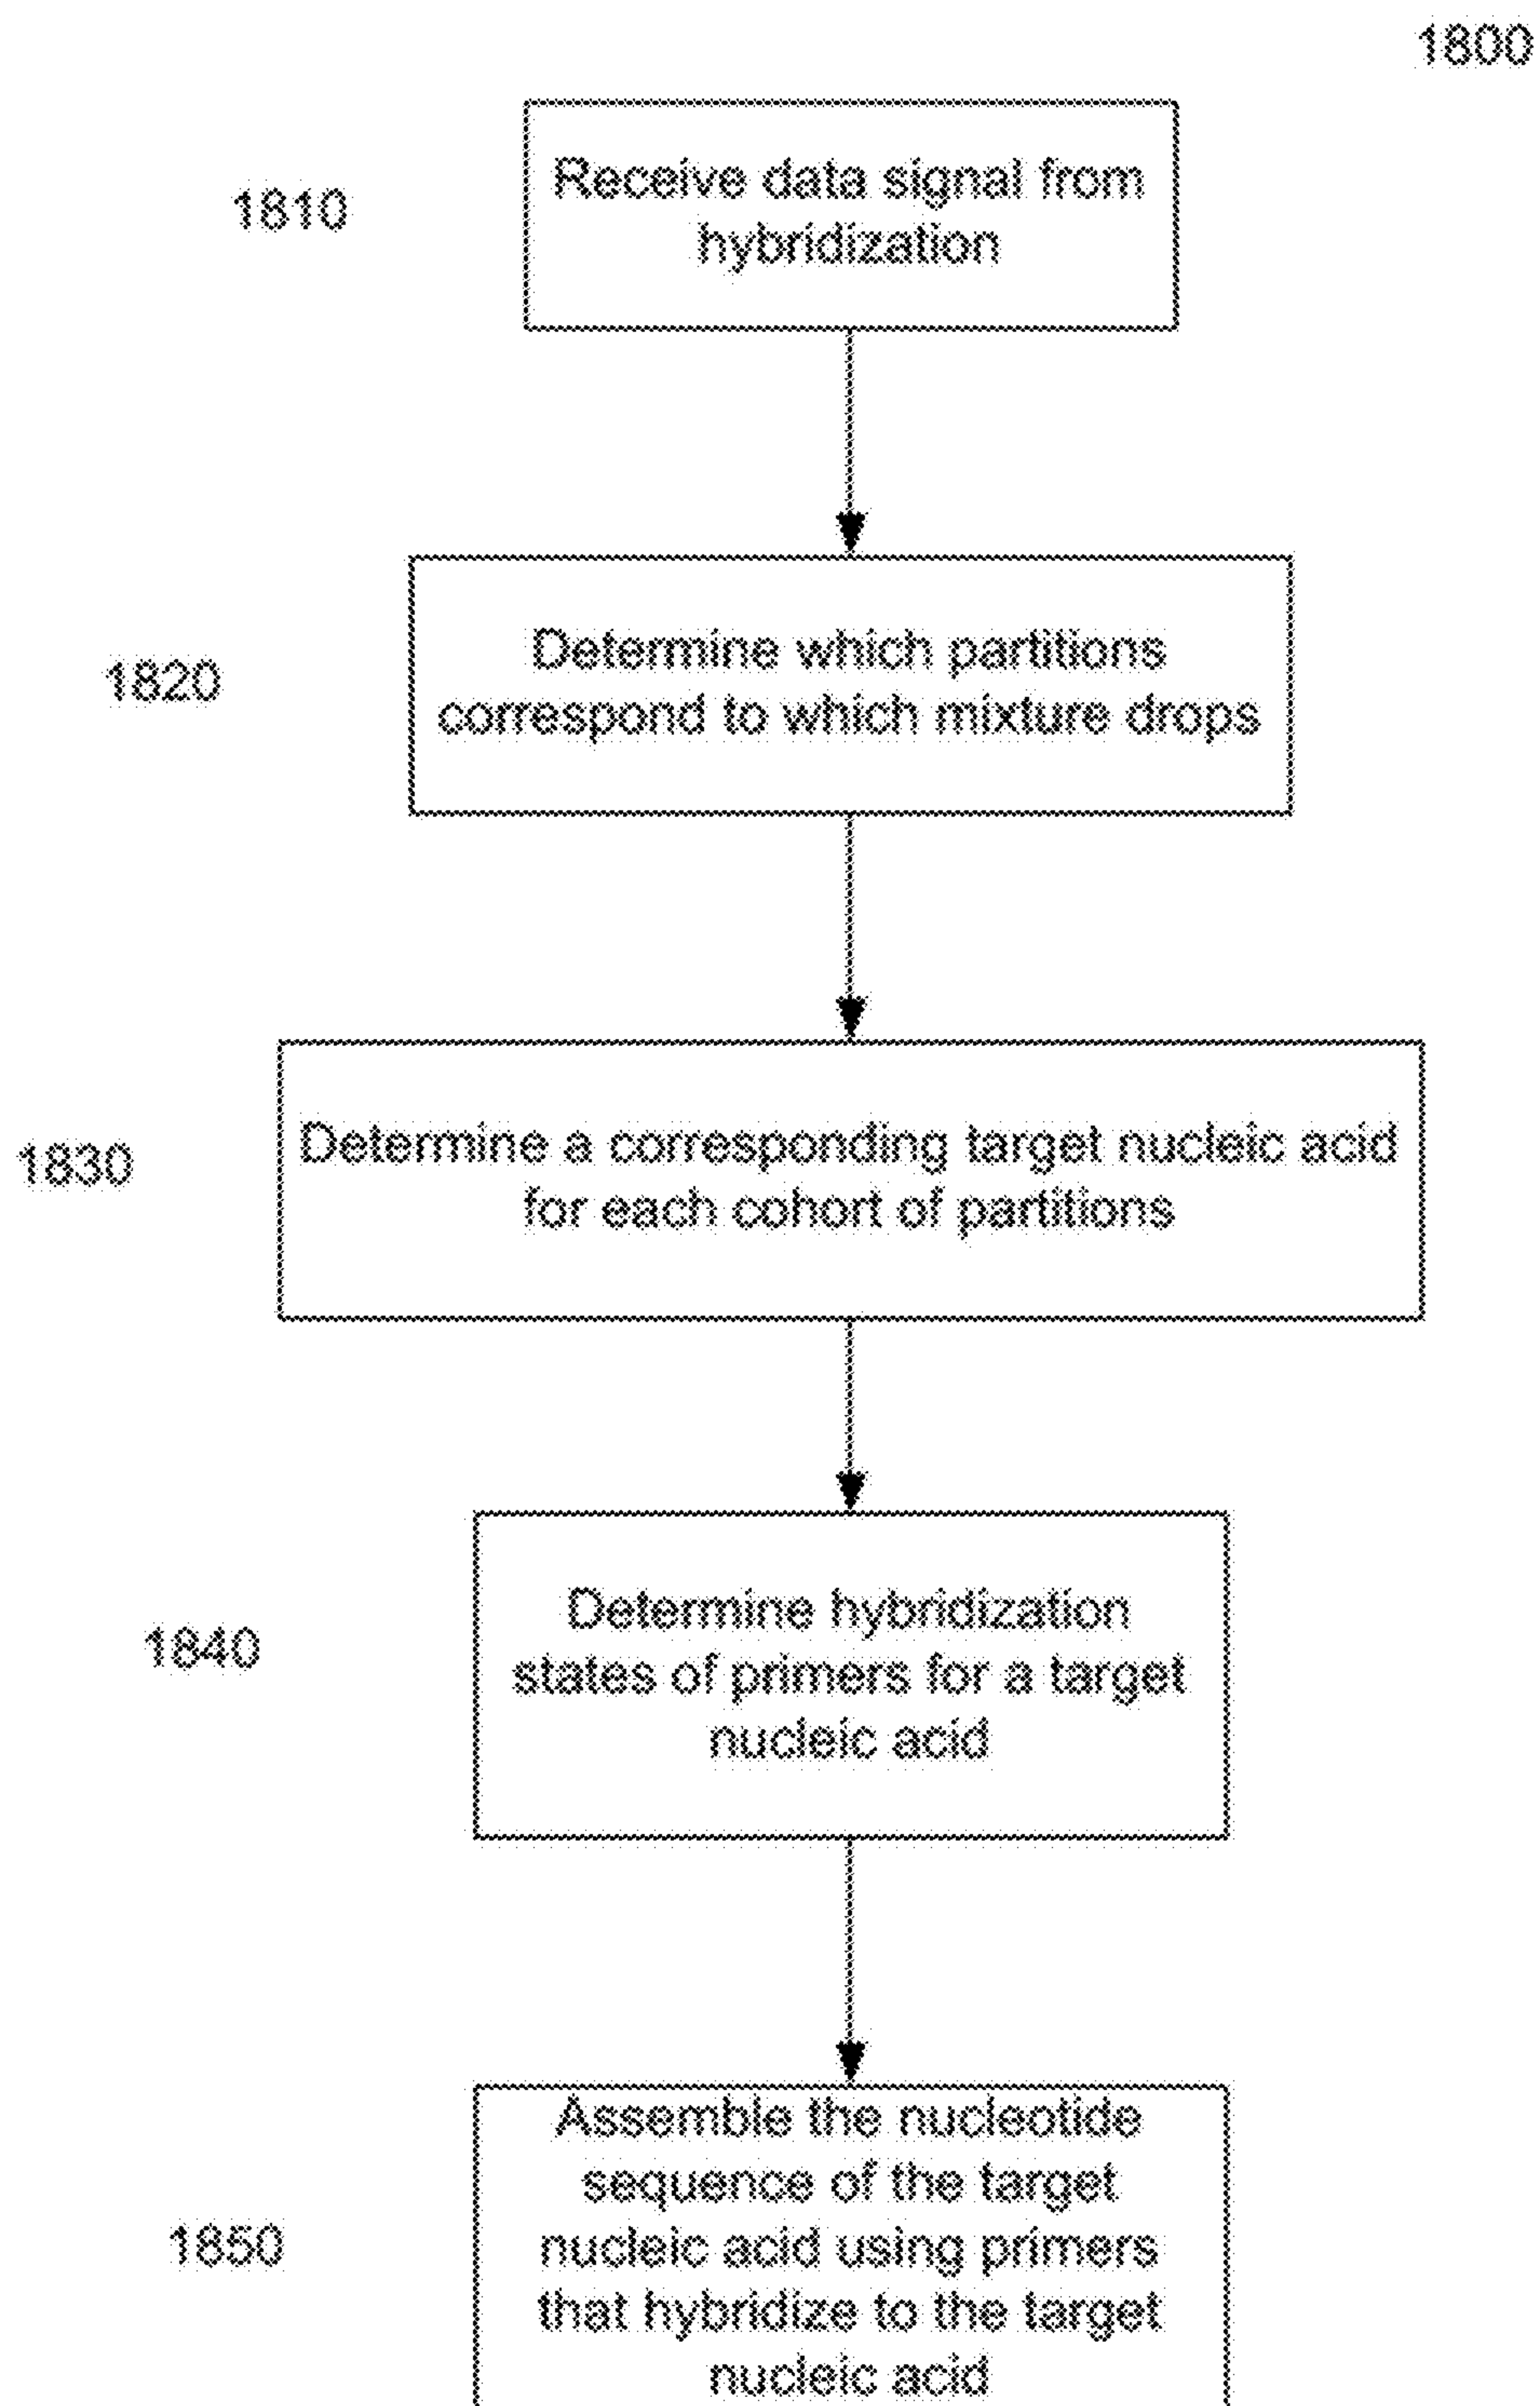 1800
1810
Receive data signal from
hybridization
1820
Determine which partitions
correspond to which mixture drops
1830
Determine a corresponding target nucleic acid
for each cohort of partitions
1840
Determine hybridization
states of primers for a target
nucleic acid
1850
Assemble the nucleotide
sequence of the target
nucleic acid using primers
that hybridize to the target
nucleic acid